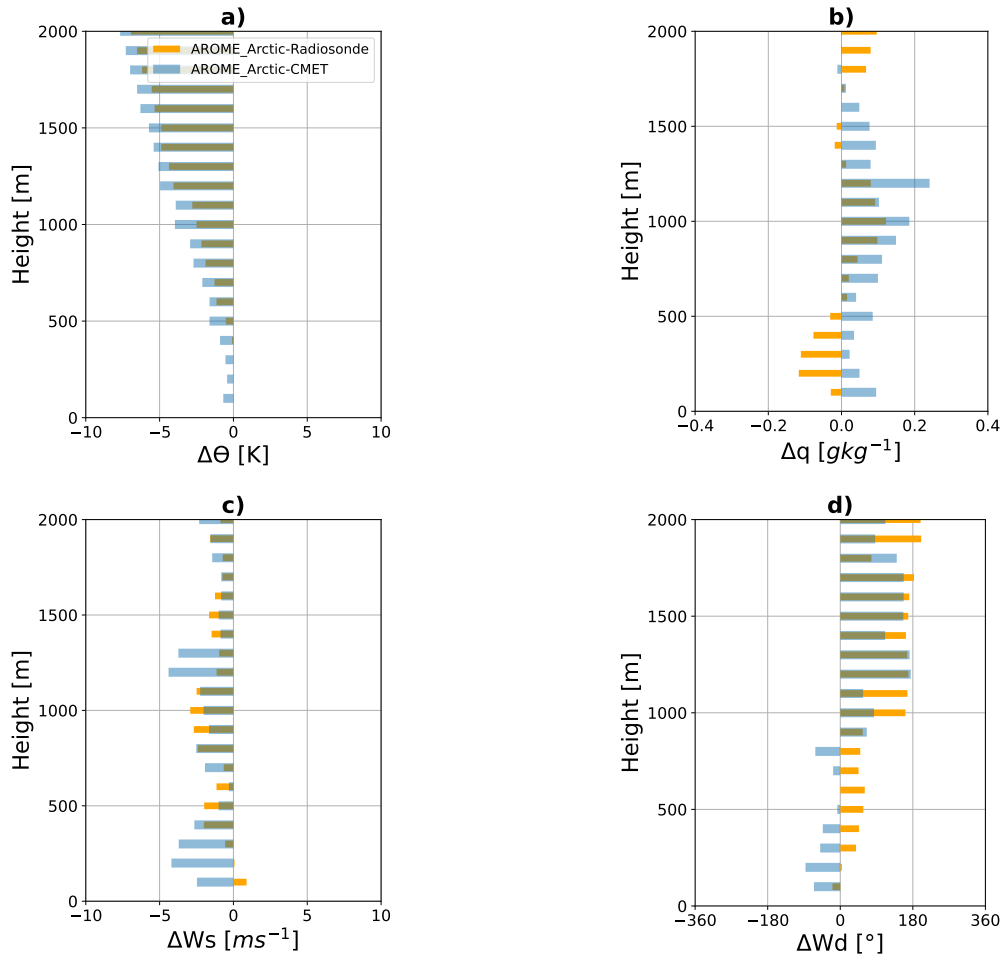 a)
AROME_Arctic-Radiosonde
AROME_Arctic-CMET
2000
1500
1000
500
0
Height [m]
−10 −5 0 5 10
ΔΘ [K]
b)
2000
1500
1000
500
0
Height [m]
−0.4 −0.2 0.0 0.2 0.4
Δq [gkg⁻¹]
c)
2000
1500
1000
500
0
Height [m]
−10 −5 0 5 10
ΔWs [ms⁻¹]
d)
2000
1500
1000
500
0
Height [m]
−360 −180 0 180 360
ΔWd [°]